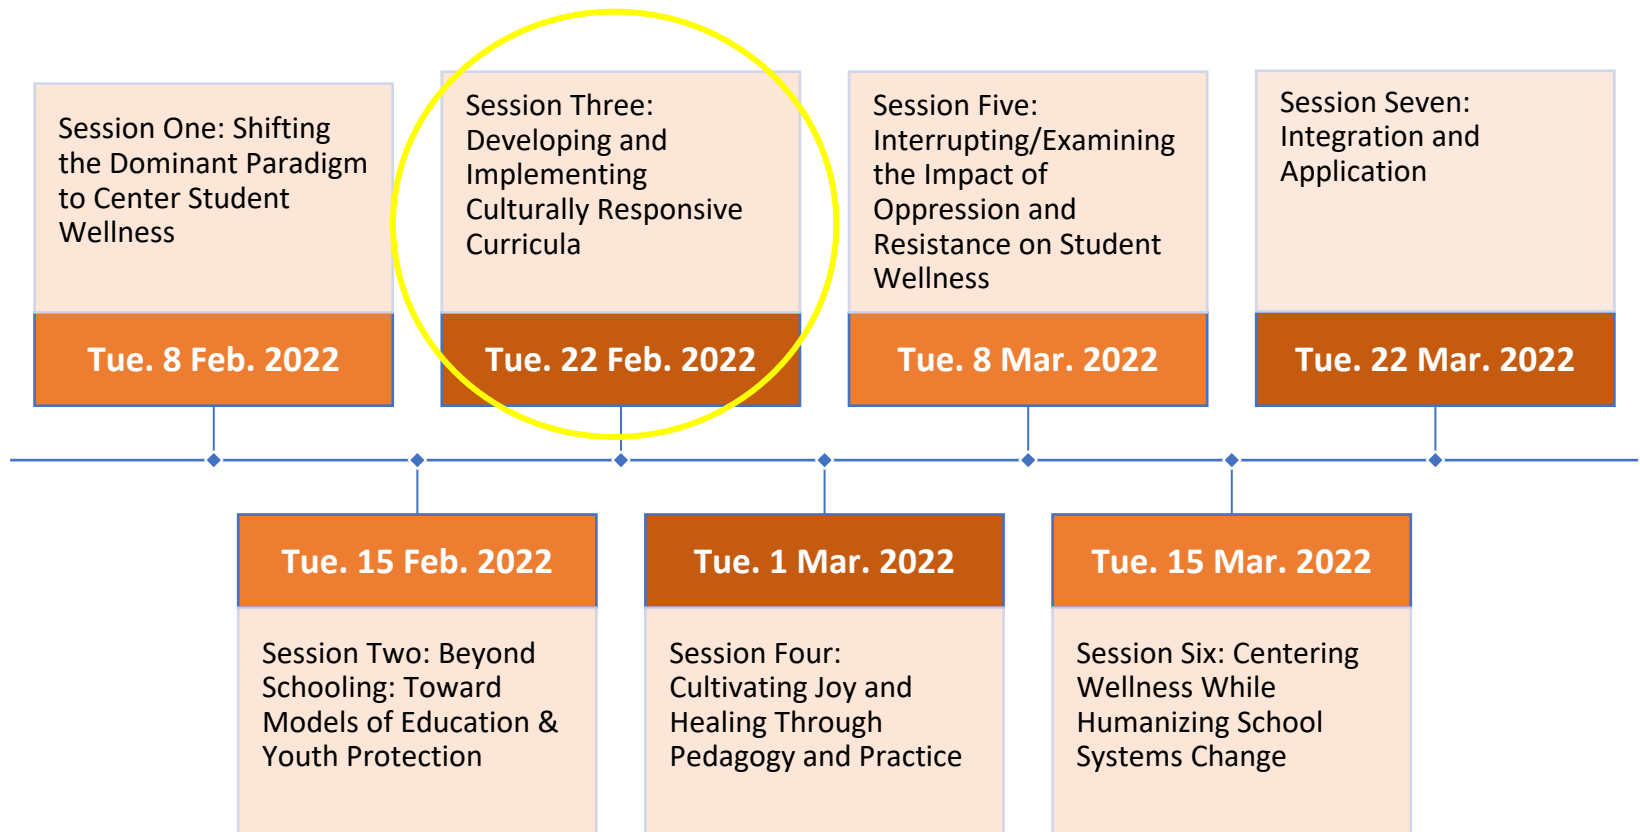 Session One: Shifting
the Dominant Paradigm
to Center Student
Wellness
Tue. 8 Feb. 2022
Tue. 15 Feb. 2022
Session Two: Beyond
Schooling: Toward
Models of Education &
Youth Protection
Session Three:
Developing and
Implementing
Culturally Responsive
Curricula
Tue. 22 Feb. 2022
Tue. 1 Mar. 2022
Session Four:
Cultivating Joy and
Healing Through
Pedagogy and Practice
Session Five:
Interrupting/Examining
the Impact of
Oppression and
Resistance on Student
Wellness
Tue. 8 Mar. 2022
Tue. 15 Mar. 2022
Session Six: Centering
Wellness While
Humanizing School
Systems Change
Session Seven:
Integration and
Application
Tue. 22 Mar. 2022